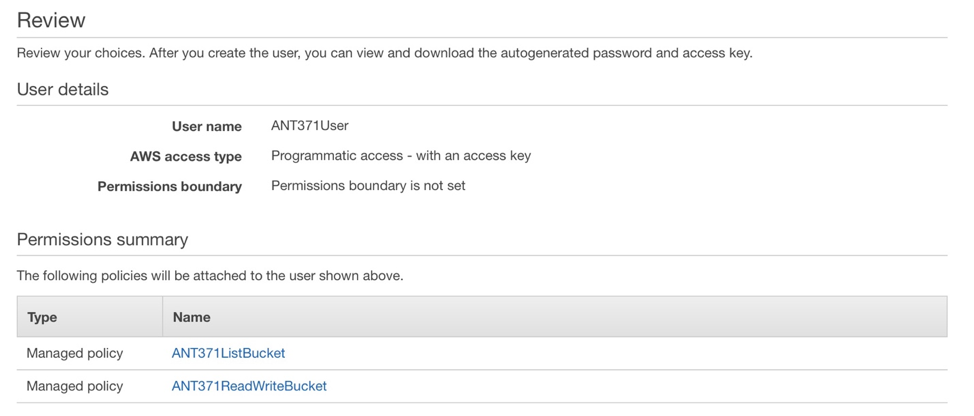 Review
Review your choices. After you create the user, you can view and download the autogenerated password and access key.
User details
User name ANT371User
AWS access type Programmatic access - with an access key
Permissions boundary Permissions boundary is not set
Permissions summary
The following policies will be attached to the user shown above.
Type Name
Managed policy ANT371ListBucket
Managed policy ANT371ReadWriteBucket